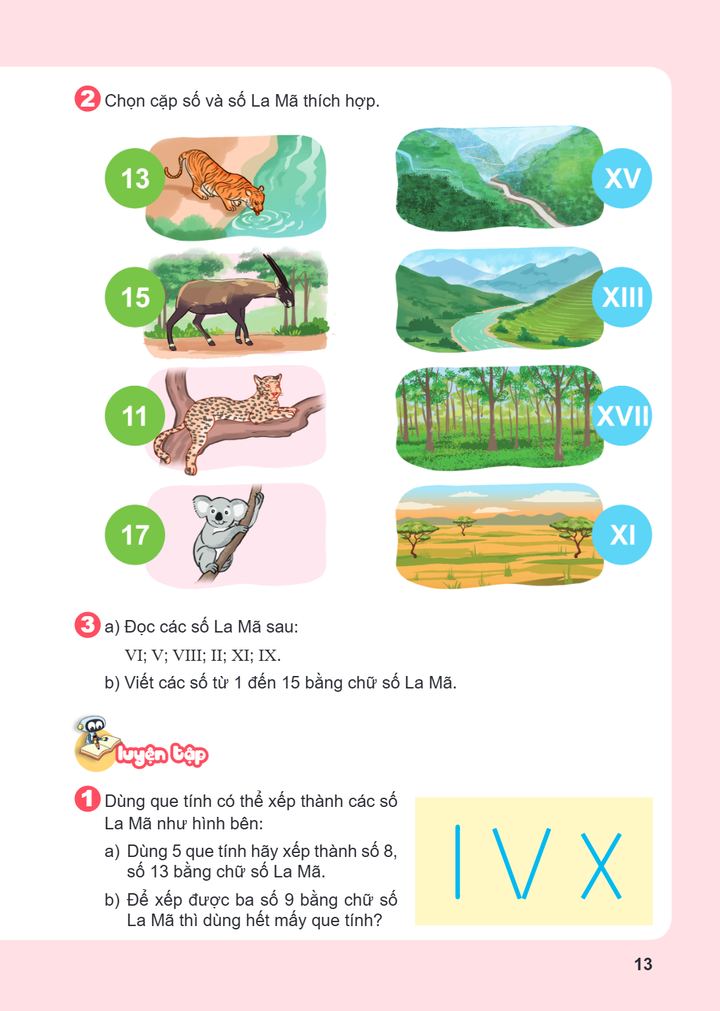 2 Chọn cặp số và số La Mã thích hợp.
13
XV
15
XIII
11
XVII
17
XI
3 a) Đọc các số La Mã sau:
VI; V; VIII; II; XI; IX.
b) Viết các số từ 1 đến 15 bằng chữ số La Mã.
luyện tập
1 Dùng que tính có thể xếp thành các số
La Mã như hình bên:
a) Dùng 5 que tính hãy xếp thành số 8,
số 13 bằng chữ số La Mã.
b) Để xếp được ba số 9 bằng chữ số
La Mã thì dùng hết mấy que tính?
I V X
13